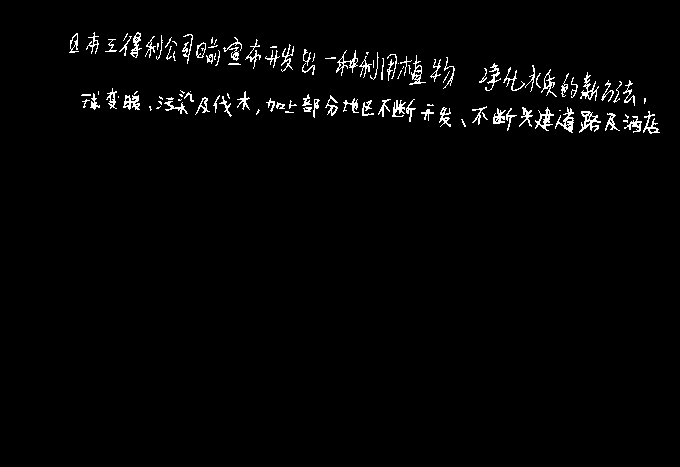 日本三得利公司日前宣布开发出一种利用植物 净化水质的新方法,
球变暖、污染及伐木,加上部分地区不断开发、不断兴建道路及酒店